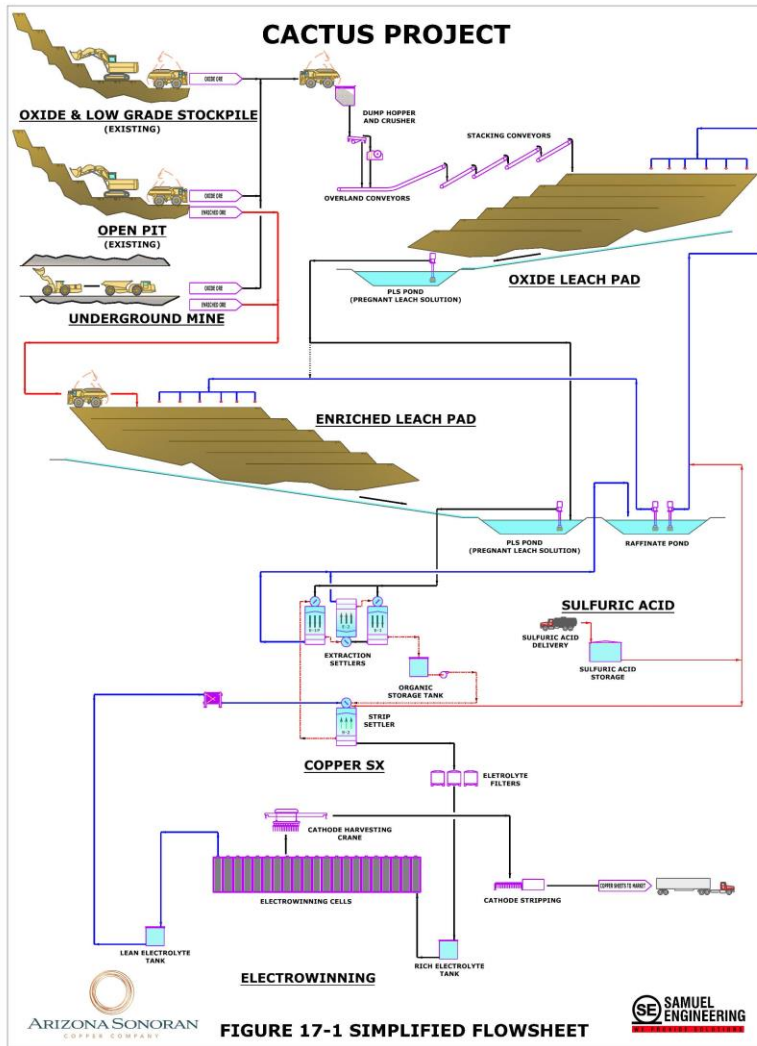 CACTUS PROJECT
OXIDE ORE
OXIDE & LOW GRADE STOCKPILE
(EXISTING)
DUMP HOPPER
AND CRUSHER
STACKING CONVEYORS
OVERLAND CONVEYORS
OXIDE ORE
ENRICHED ORE
OPEN PIT
(EXISTING)
OXIDE ORE
ENRICHED ORE
UNDERGROUND MINE
PLS POND
(PREGNANT LEACH SOLUTION)
OXIDE LEACH PAD
ENRICHED LEACH PAD
PLS POND
(PREGNANT LEACH SOLUTION)
RAFFINATE POND
EXTRACTION
SETTLERS
SULFURIC ACID
SULFURIC ACID
DELIVERY
SULFURIC ACID
STORAGE
ORGANIC
STORAGE TANK
STRIP
SETTLER
COPPER SX
ELETROLYTE
FILTERS
CATHODE HARVESTING
CRANE
ELECTROWINNING CELLS
CATHODE STRIPPING
COPPER SHEETS TO MARKET
LEAN ELECTROLYTE
TANK
RICH ELECTROLYTE
TANK
ELECTROWINNING
ARIZONA SONORAN
COPPER COMPANY
FIGURE 17-1 SIMPLIFIED FLOWSHEET
SE SAMUEL
ENGINEERING
WE PROVIDE SOLUTIONS